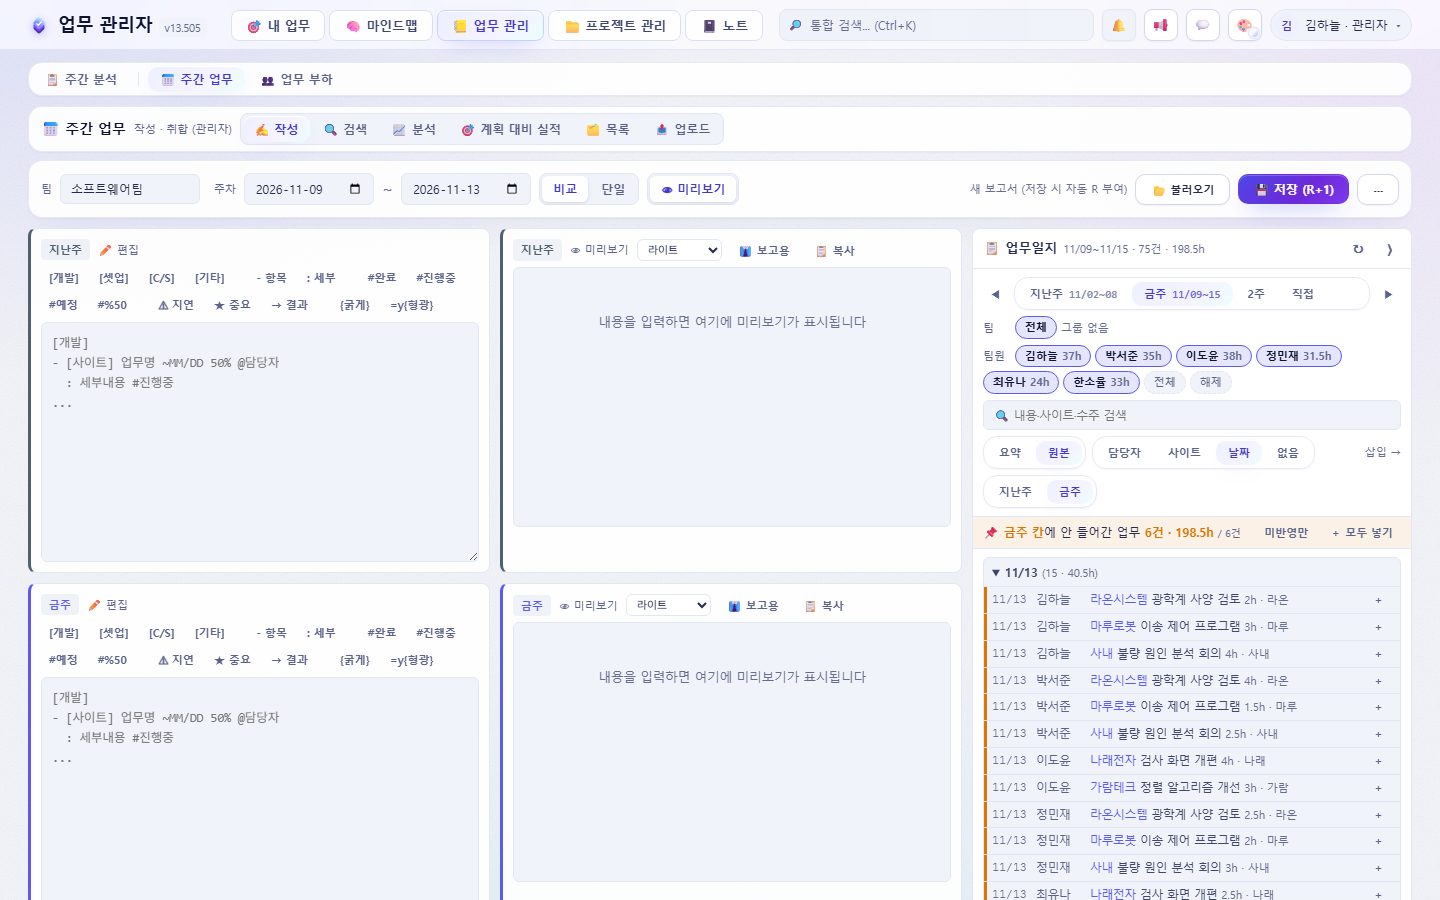 업무 관리자 v13.505 내 업무 마인드맵 업무 관리 프로젝트 관리 노트 통합 검색... (Ctrl+K) 김 김하늘 · 관리자
주간 분석 주간 업무 업무 부하
주간 업무 작성 · 취합 (관리자) 작성 검색 분석 계획 대비 실적 목록 업로드
팀 소프트웨어팀 주차 2026-11-09 ~ 2026-11-13 비교 단일 미리보기 새 보고서 (저장 시 자동 R 부여) 불러오기 저장 (R+1) ...
지난주 편집
[개발] [셋업] [C/S] [기타] - 항목 : 세부 #완료 #진행중
#예정 #%50 ⚠ 지연 ★ 중요 → 결과 {굵게} =y{형광}
[개발]
- [사이트] 업무명 ~MM/DD 50% @담당자
: 세부내용 #진행중
...
지난주 미리보기 라이트 보고용 복사
내용을 입력하면 여기에 미리보기가 표시됩니다
금주 편집
[개발] [셋업] [C/S] [기타] - 항목 : 세부 #완료 #진행중
#예정 #%50 ⚠ 지연 ★ 중요 → 결과 {굵게} =y{형광}
[개발]
- [사이트] 업무명 ~MM/DD 50% @담당자
: 세부내용 #진행중
...
금주 미리보기 라이트 보고용 복사
내용을 입력하면 여기에 미리보기가 표시됩니다
업무일지 11/09~11/15 · 75건 · 198.5h ↻ ⟩
◀ 지난주 11/02~08 금주 11/09~15 2주 직접 ▶
팀 전체 그룹 없음
팀원 김하늘 37h 박서준 35h 이도윤 38h 정민재 31.5h
최유나 24h 한소율 33h 전체 해제
내용·사이트·수주 검색
요약 원본 담당자 사이트 날짜 없음 삽입 →
지난주 금주
금주 칸에 안 들어간 업무 6건 · 198.5h / 6건 미반영만 + 모두 넣기
▼ 11/13 (15 · 40.5h)
11/13 김하늘 라온시스템 광학계 사양 검토 2h · 라온 +
11/13 김하늘 마루로봇 이송 제어 프로그램 3h · 마루 +
11/13 김하늘 사내 불량 원인 분석 회의 4h · 사내 +
11/13 박서준 라온시스템 광학계 사양 검토 4h · 라온 +
11/13 박서준 마루로봇 이송 제어 프로그램 1.5h · 마루 +
11/13 박서준 사내 불량 원인 분석 회의 2.5h · 사내 +
11/13 이도윤 나래전자 검사 화면 개편 4h · 나래 +
11/13 이도윤 가람테크 정렬 알고리즘 개선 3h · 가람 +
11/13 정민재 라온시스템 광학계 사양 검토 2.5h · 라온 +
11/13 정민재 마루로봇 이송 제어 프로그램 2h · 마루 +
11/13 정민재 사내 불량 원인 분석 회의 3h · 사내 +
11/13 최유나 나래전자 검사 화면 개편 2.5h · 나래 +